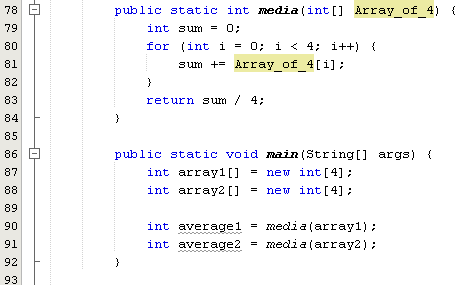 78 public static int media(int[] Array_of_4) {
79 int sum = 0;
80 for (int i = 0; i < 4; i++) {
81 sum += Array_of_4[i];
82 }
83 return sum / 4;
84 }
85
86 public static void main(String[] args) {
87 int array1[] = new int[4];
88 int array2[] = new int[4];
89
90 int average1 = media(array1);
91 int average2 = media(array2);
92 }
93